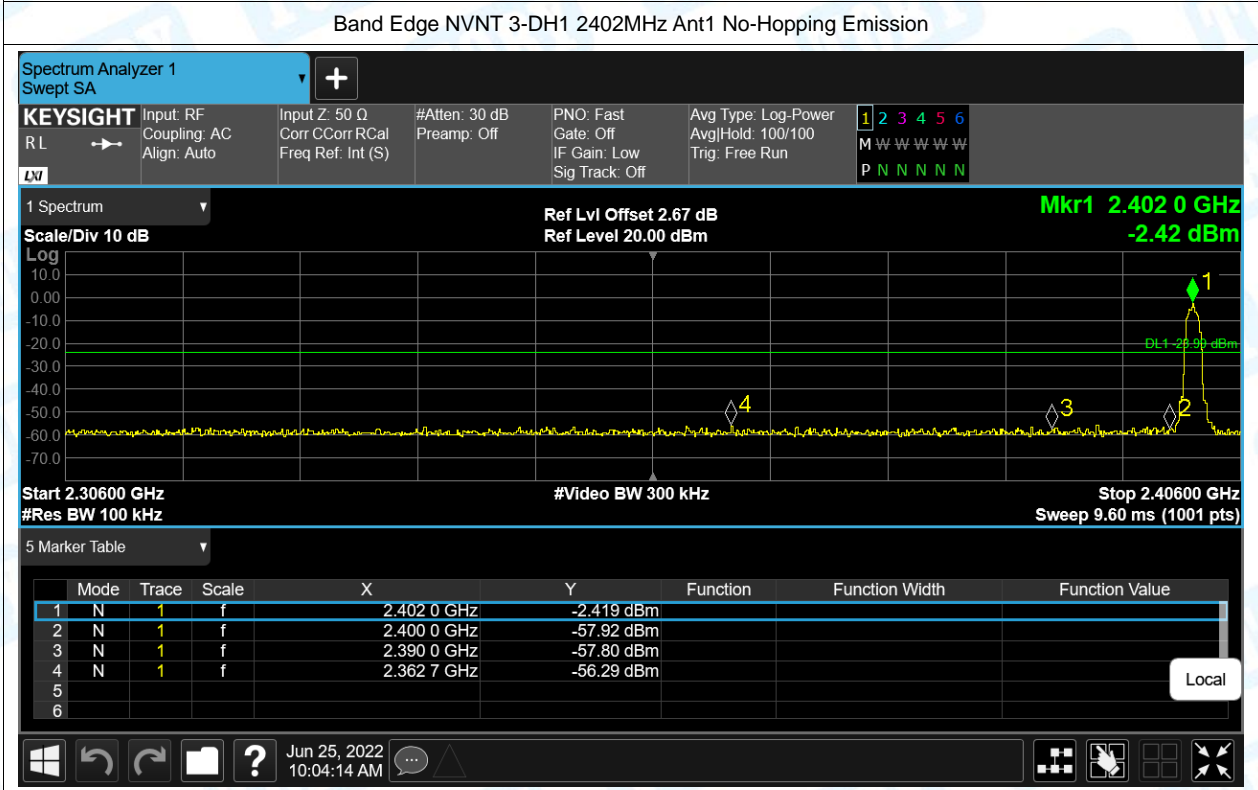 Band Edge NVNT 3-DH1 2402MHz Ant1 No-Hopping Emission
Spectrum Analyzer 1
Swept SA
KEYSIGHT
RL
LXI
Input: RF
Coupling: AC
Align: Auto
Input Z: 50 Ω
Corr CCorr RCal
Freq Ref: Int (S)
#Atten: 30 dB
Preamp: Off
PNO: Fast
Gate: Off
IF Gain: Low
Sig Track: Off
Avg Type: Log-Power
Avg|Hold: 100/100
Trig: Free Run
1 2 3 4 5 6
M W W W W W
P N N N N N
1 Spectrum
Scale/Div 10 dB
Ref Lvl Offset 2.67 dB
Ref Level 20.00 dBm
Mkr1 2.402 0 GHz
-2.42 dBm
Log
10.0
0.00
-10.0
-20.0
-30.0
-40.0
-50.0
-60.0
-70.0
1
DL1 -23.99 dBm
4
3
2
Start 2.30600 GHz
#Res BW 100 kHz
#Video BW 300 kHz
Stop 2.40600 GHz
Sweep 9.60 ms (1001 pts)
5 Marker Table
Mode Trace Scale X Y Function Function Width Function Value
1 N 1 f 2.402 0 GHz -2.419 dBm
2 N 1 f 2.400 0 GHz -57.92 dBm
3 N 1 f 2.390 0 GHz -57.80 dBm
4 N 1 f 2.362 7 GHz -56.29 dBm
5
6
Local
?
Jun 25, 2022
10:04:14 AM